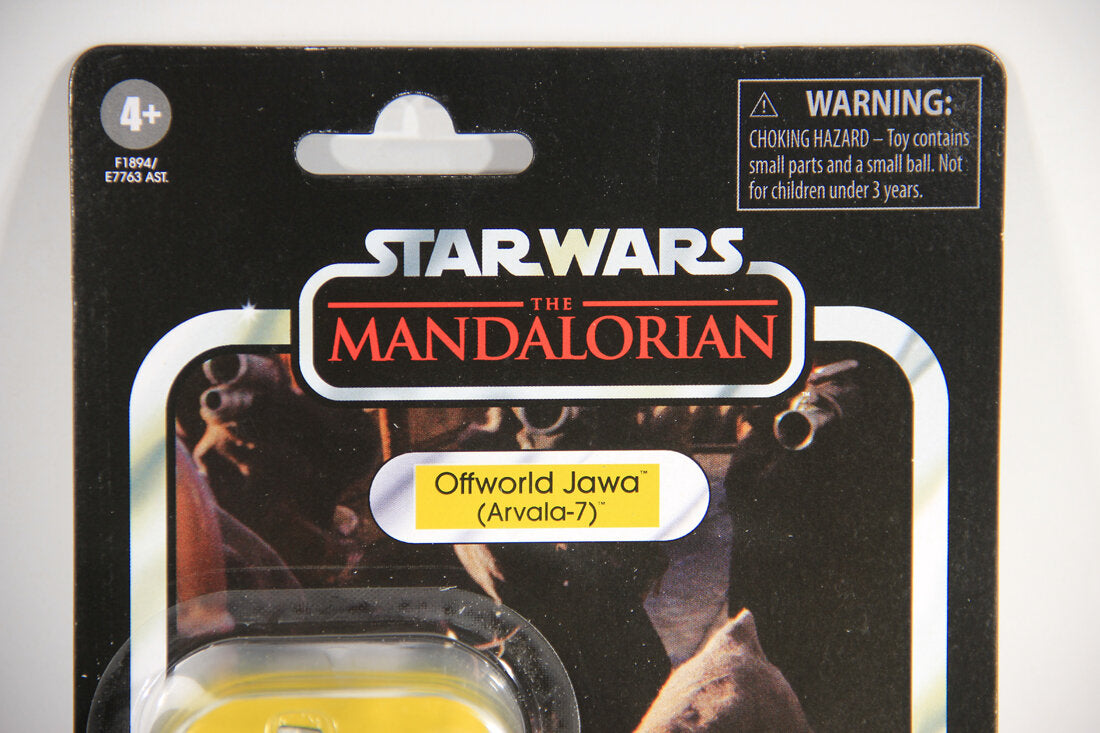 4+
F1894/
E7763 AST.
⚠ WARNING:
CHOKING HAZARD – Toy contains
small parts and a small ball. Not
for children under 3 years.
STAR WARS
THE
MANDALORIAN
Offworld Jawa™
(Arvala-7)™